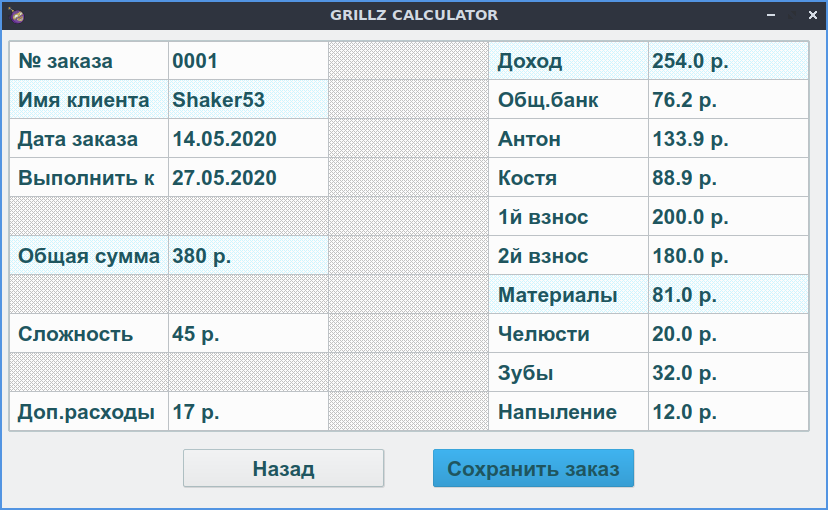 GRILLZ CALCULATOR
№ заказа 0001 Доход 254.0 р.
Имя клиента Shaker53 Общ.банк 76.2 р.
Дата заказа 14.05.2020 Антон 133.9 р.
Выполнить к 27.05.2020 Костя 88.9 р.
1й взнос 200.0 р.
Общая сумма 380 р. 2й взнос 180.0 р.
Материалы 81.0 р.
Сложность 45 р. Челюсти 20.0 р.
Зубы 32.0 р.
Доп.расходы 17 р. Напыление 12.0 р.
Назад Сохранить заказ